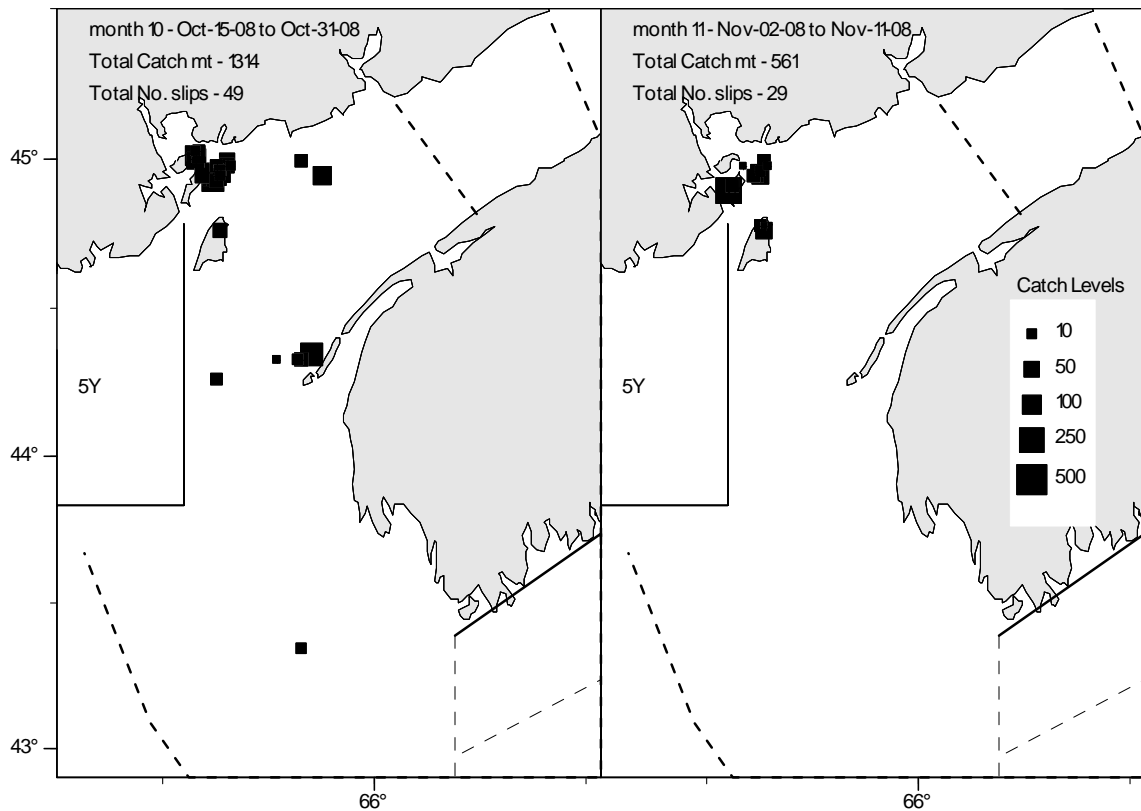 month 10 - Oct-15-08 to Oct-31-08
Total Catch mt - 1314
Total No. slips - 49
month 11 - Nov-02-08 to Nov-11-08
Total Catch mt - 561
Total No. slips - 29
45°
44°
43°
5Y
5Y
Catch Levels
10
50
100
250
500
66°
66°